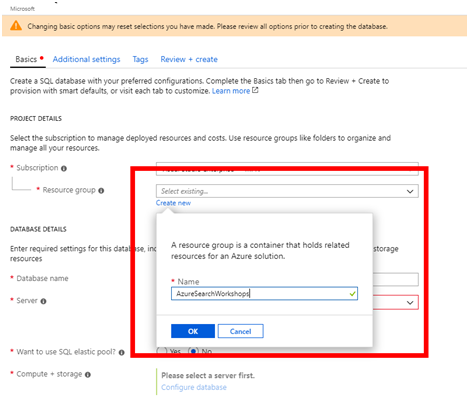 Microsoft
Changing basic options may reset selections you have made. Please review all options prior to creating the database.
Basics Additional settings Tags Review + create
Create a SQL database with your preferred configurations. Complete the Basics tab then go to Review + Create to
provision with smart defaults, or visit each tab to customize. Learn more
PROJECT DETAILS
Select the subscription to manage deployed resources and costs. Use resource groups like folders to organize and
manage all your resources.
* Subscription
* Resource group Select existing...
Create new
A resource group is a container that holds related
resources for an Azure solution.
* Name
AzureSearchWorkshops
OK Cancel
DATABASE DETAILS
Enter required settings for this database, storage
resources
* Database name
* Server
* Want to use SQL elastic pool? Yes No
* Compute + storage Please select a server first.
Configure database